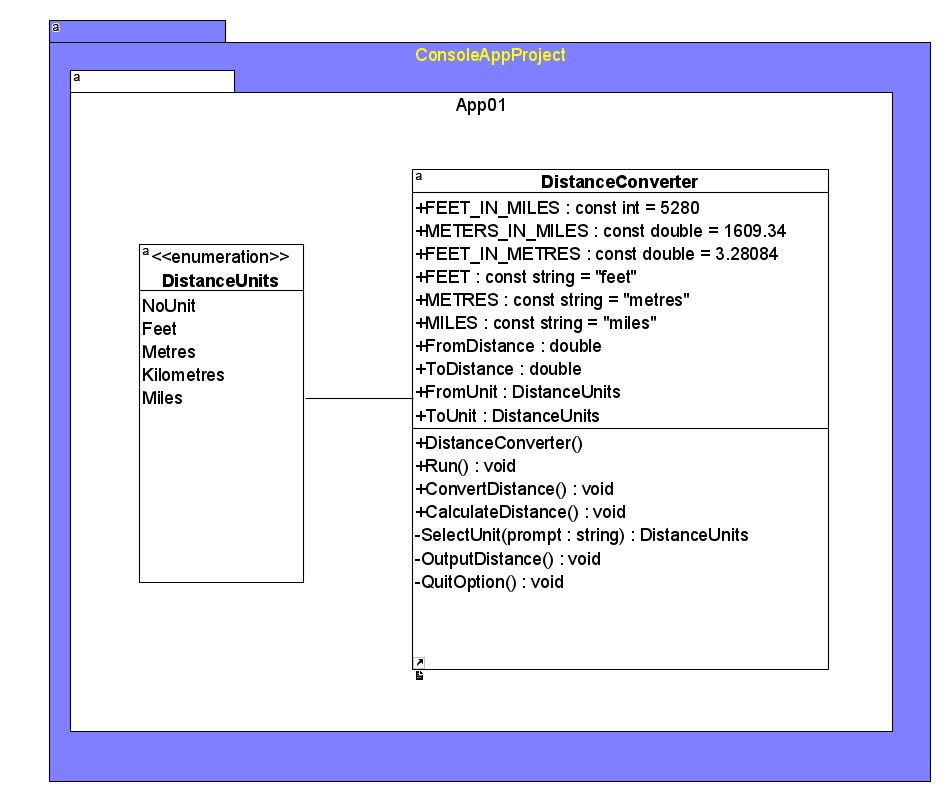 a
ConsoleAppProject
a
App01
a
<<enumeration>>
DistanceUnits
NoUnit
Feet
Metres
Kilometres
Miles
a
DistanceConverter
+FEET_IN_MILES : const int = 5280
+METERS_IN_MILES : const double = 1609.34
+FEET_IN_METRES : const double = 3.28084
+FEET : const string = "feet"
+METRES : const string = "metres"
+MILES : const string = "miles"
+FromDistance : double
+ToDistance : double
+FromUnit : DistanceUnits
+ToUnit : DistanceUnits
+DistanceConverter()
+Run() : void
+ConvertDistance() : void
+CalculateDistance() : void
-SelectUnit(prompt : string) : DistanceUnits
-OutputDistance() : void
-QuitOption() : void